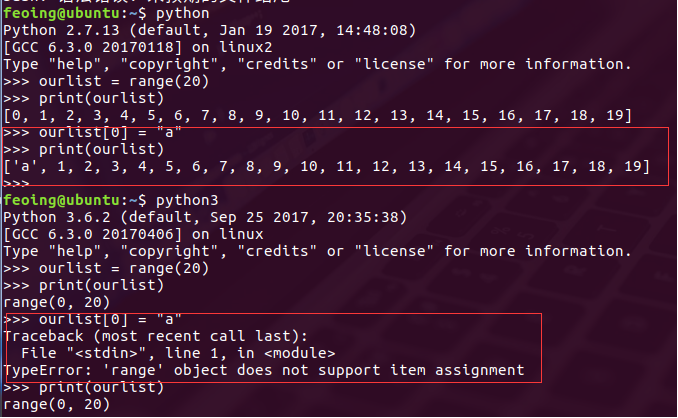 feoing@ubuntu:~$ python
Python 2.7.13 (default, Jan 19 2017, 14:48:08)
[GCC 6.3.0 20170118] on linux2
Type "help", "copyright", "credits" or "license" for more information.
>>> ourlist = range(20)
>>> print(ourlist)
[0, 1, 2, 3, 4, 5, 6, 7, 8, 9, 10, 11, 12, 13, 14, 15, 16, 17, 18, 19]
>>> ourlist[0] = "a"
>>> print(ourlist)
['a', 1, 2, 3, 4, 5, 6, 7, 8, 9, 10, 11, 12, 13, 14, 15, 16, 17, 18, 19]
>>>
feoing@ubuntu:~$ python3
Python 3.6.2 (default, Sep 25 2017, 20:35:38)
[GCC 6.3.0 20170406] on linux
Type "help", "copyright", "credits" or "license" for more information.
>>> ourlist = range(20)
>>> print(ourlist)
range(0, 20)
>>> ourlist[0] = "a"
Traceback (most recent call last):
  File "<stdin>", line 1, in <module>
TypeError: 'range' object does not support item assignment
>>> print(ourlist)
range(0, 20)